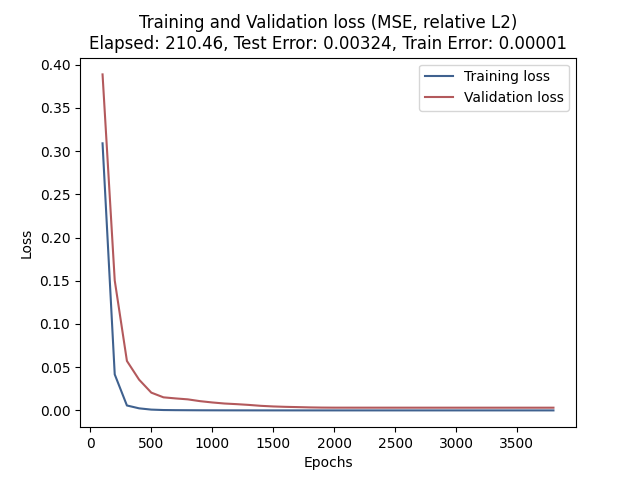 Training and Validation loss (MSE, relative L2)
Elapsed: 210.46, Test Error: 0.00324, Train Error: 0.00001
Training loss
Validation loss
0.40
0.35
0.30
0.25
0.20
0.15
0.10
0.05
0.00
Loss
0 500 1000 1500 2000 2500 3000 3500
Epochs